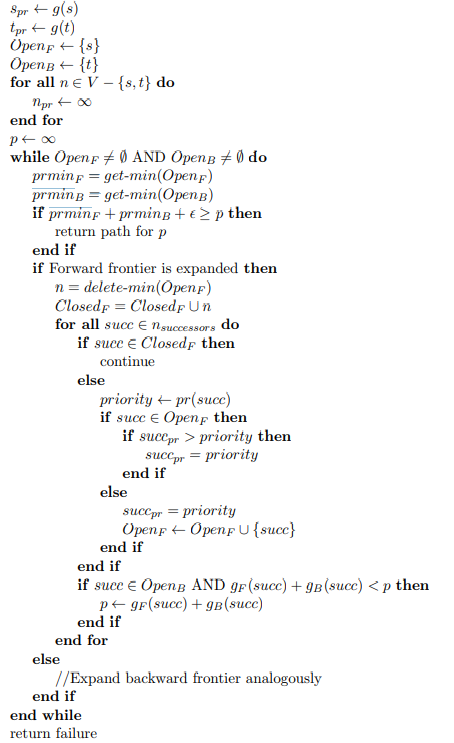 s_pr ← g(s)
t_pr ← g(t)
Open_F ← {s}
Open_B ← {t}
for all n ∈ V − {s, t} do
n_pr ← ∞
end for
p ← ∞
while Open_F ≠ ∅ AND Open_B ≠ ∅ do
prmin_F = get-min(Open_F)
prmin_B = get-min(Open_B)
if prmin_F + prmin_B + ϵ ≥ p then
return path for p
end if
if Forward frontier is expanded then
n = delete-min(Open_F)
Closed_F = Closed_F ∪ n
for all succ ∈ n_successors do
if succ ∈ Closed_F then
continue
else
priority ← pr(succ)
if succ ∈ Open_F then
if succ_pr > priority then
succ_pr = priority
end if
else
succ_pr = priority
Open_F ← Open_F ∪ {succ}
end if
end if
if succ ∈ Open_B AND g_F(succ) + g_B(succ) < p then
p ← g_F(succ) + g_B(succ)
end if
end for
else
//Expand backward frontier analogously
end if
end while
return failure